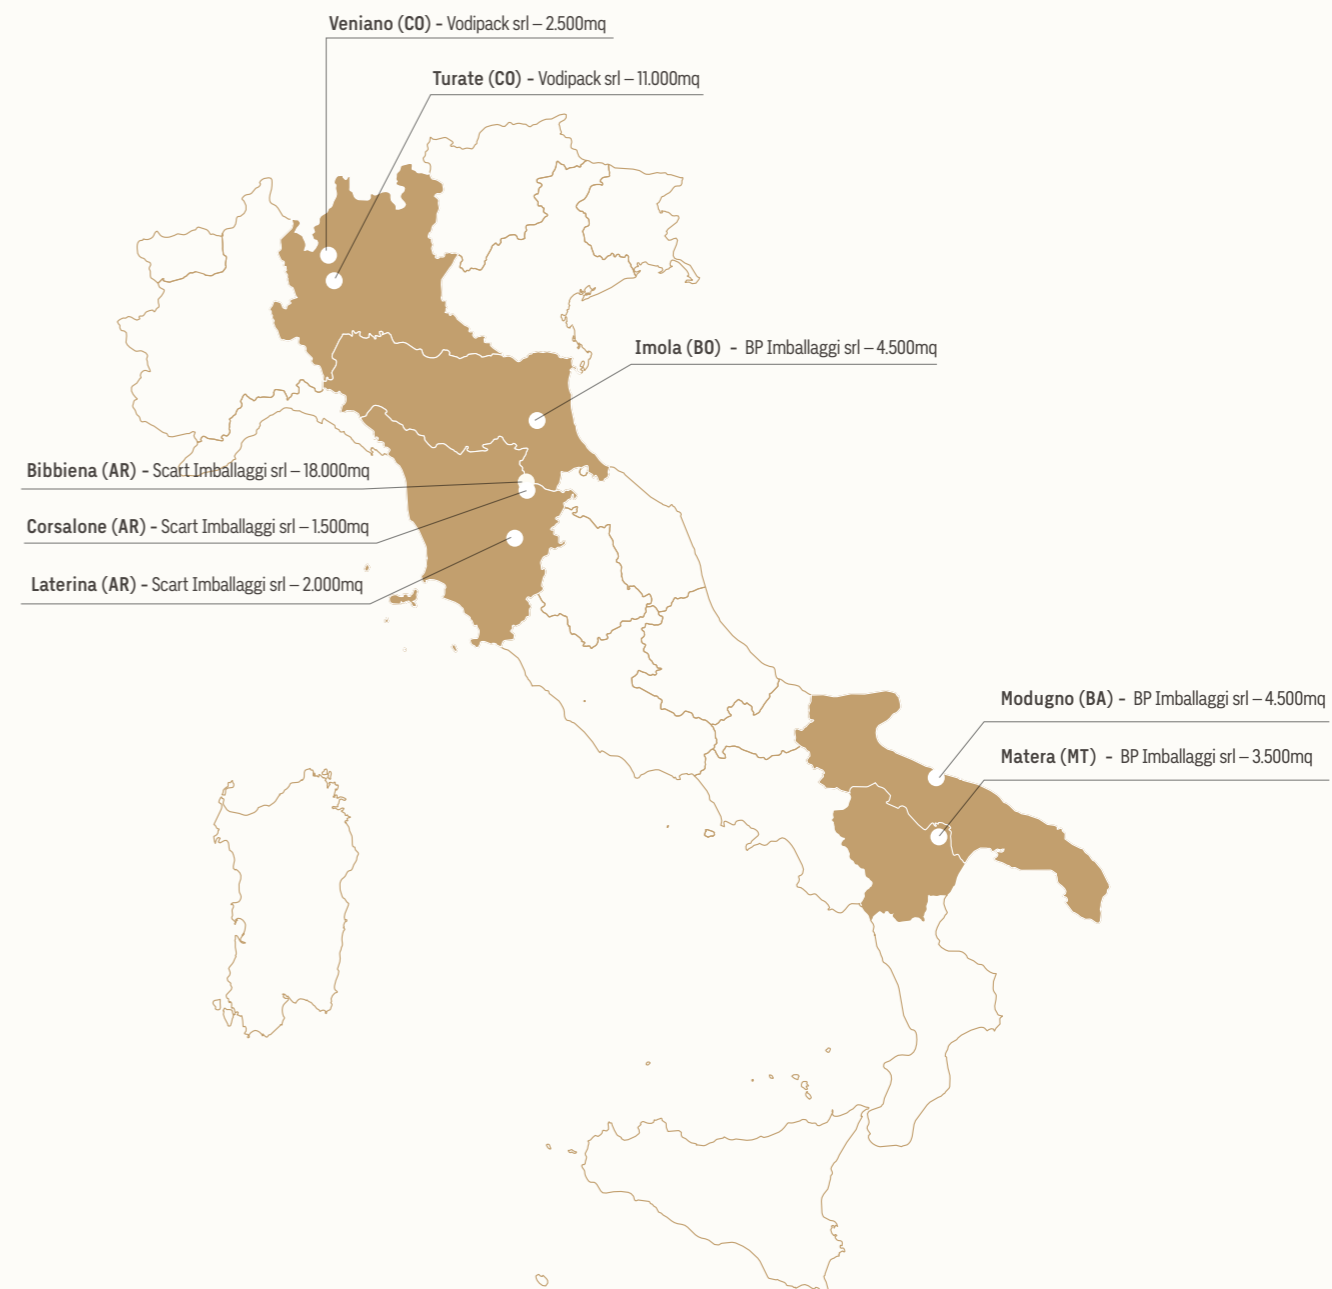 Veniano (CO) - Vodipack srl – 2.500mq
Turate (CO) - Vodipack srl – 11.000mq
Imola (BO) - BP Imballaggi srl – 4.500mq
Bibbiena (AR) - Scart Imballaggi srl – 18.000mq
Corsalone (AR) - Scart Imballaggi srl – 1.500mq
Laterina (AR) - Scart Imballaggi srl – 2.000mq
Modugno (BA) - BP Imballaggi srl – 4.500mq
Matera (MT) - BP Imballaggi srl – 3.500mq